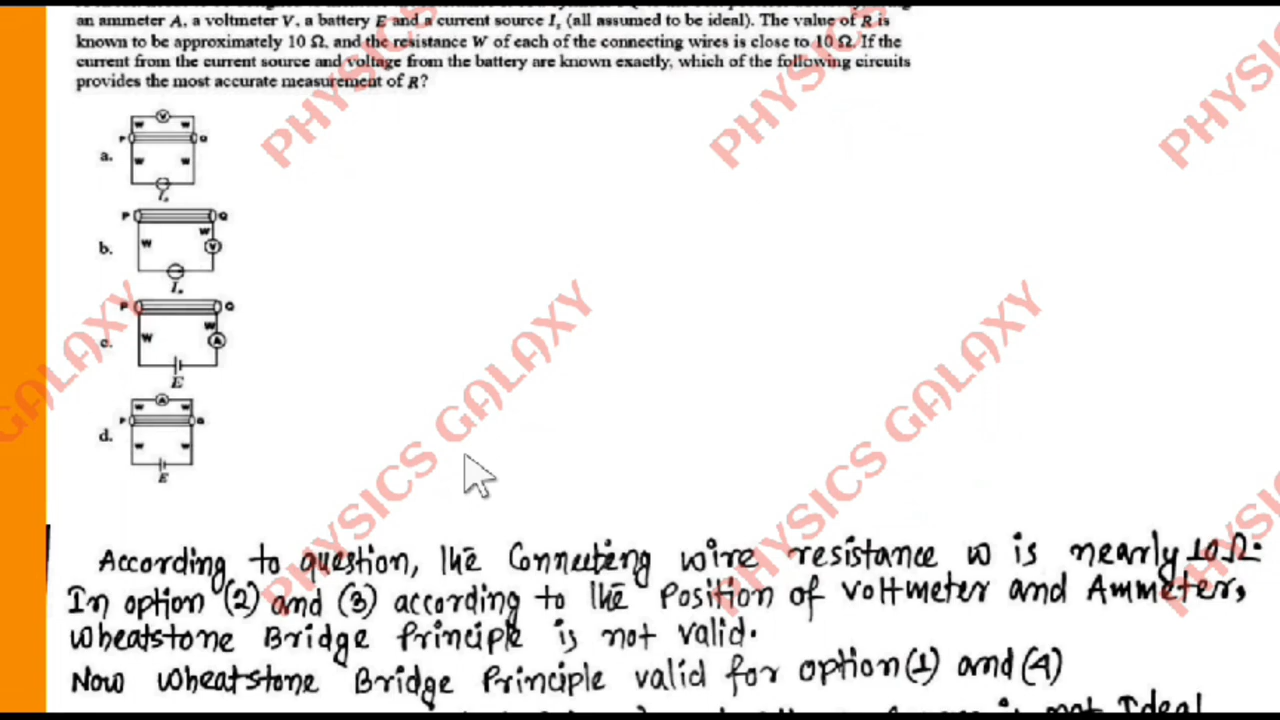 an ammeter A, a voltmeter V, a battery E and a current source I, (all assumed to be ideal). The value of R is
known to be approximately 10 Ω, and the resistance W of each of the connecting wires is close to 10 Ω. If the
current from the current source and voltage from the battery are known exactly, which of the following circuits
provides the most accurate measurement of R?
V
W W
P Q
a. W W
I.
P Q
W
b. W V
I.
P Q
W
c. W A
E
A
W W
P Q
d. W W
E
According to question, the Connecting wire resistance w is nearly 10Ω.
In option (2) and (3) according to the Position of voltmeter and Ammeter,
wheatstone Bridge Principle is not valid.
Now wheatstone Bridge Principle valid for option (1) and (4)
is not Ideal
PHYSICS GALAXY
PHYSICS GALAXY
PHYSICS GALAXY